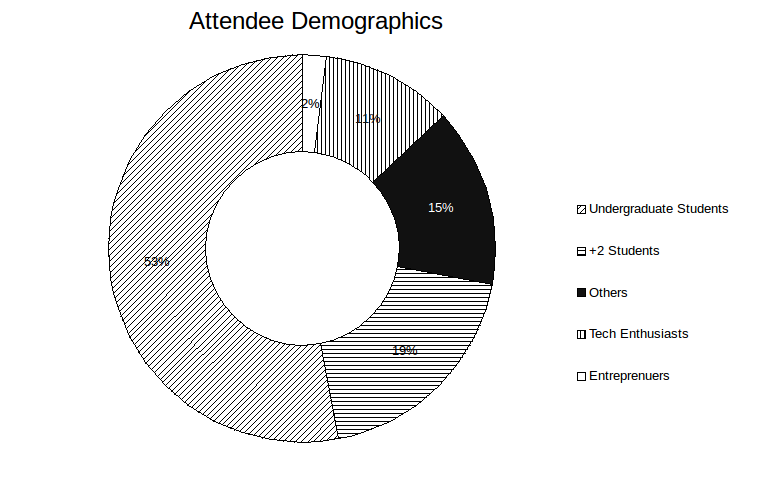 Attendee Demographics
2%
11%
15%
53%
19%
Undergraduate Students
+2 Students
Others
Tech Enthusiasts
Entreprenuers